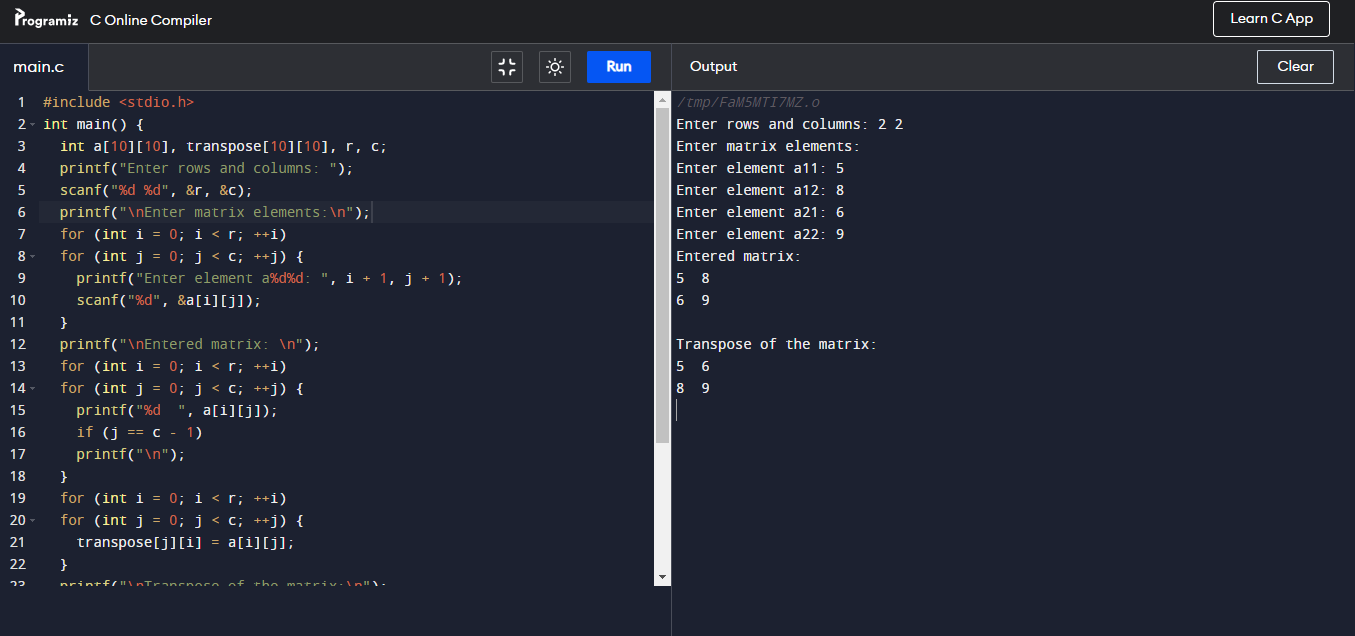 Programiz C Online Compiler
Learn C App
main.c
Run
Output
Clear
1 #include <stdio.h>
2 int main() {
3 int a[10][10], transpose[10][10], r, c;
4 printf("Enter rows and columns: ");
5 scanf("%d %d", &r, &c);
6 printf("\nEnter matrix elements:\n");
7 for (int i = 0; i < r; ++i)
8 for (int j = 0; j < c; ++j) {
9 printf("Enter element a%d%d: ", i + 1, j + 1);
10 scanf("%d", &a[i][j]);
11 }
12 printf("\nEntered matrix: \n");
13 for (int i = 0; i < r; ++i)
14 for (int j = 0; j < c; ++j) {
15 printf("%d  ", a[i][j]);
16 if (j == c - 1)
17 printf("\n");
18 }
19 for (int i = 0; i < r; ++i)
20 for (int j = 0; j < c; ++j) {
21 transpose[j][i] = a[i][j];
22 }
23 printf("\nTranspose of the matrix:\n");
/tmp/FaM5MTI7MZ.o
Enter rows and columns: 2 2
Enter matrix elements:
Enter element a11: 5
Enter element a12: 8
Enter element a21: 6
Enter element a22: 9
Entered matrix:
5  8
6  9
Transpose of the matrix:
5  6
8  9